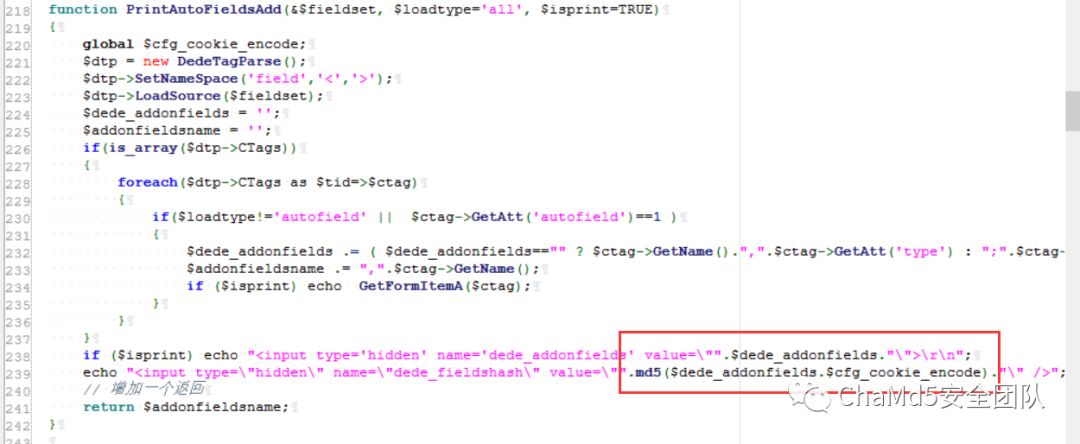 218 function PrintAutoFieldsAdd(&$fieldset, $loadtype='all', $isprint=TRUE)
219 {
220 global $cfg_cookie_encode;
221 $dtp = new DedeTagParse();
222 $dtp->SetNameSpace('field','<','>');
223 $dtp->LoadSource($fieldset);
224 $dede_addonfields = '';
225 $addonfieldsname = '';
226 if(is_array($dtp->CTags))
227 {
228 foreach($dtp->CTags as $tid=>$ctag)
229 {
230 if($loadtype!='autofield' || $ctag->GetAtt('autofield')==1 )
231 {
232 $dede_addonfields .= ( $dede_addonfields=="" ? $ctag->GetName().",".$ctag->GetAtt('type') : ";".$ctag-
233 $addonfieldsname .= ",".$ctag->GetName();
234 if ($isprint) echo GetFormItemA($ctag);
235 }
236 }
237 }
238 if ($isprint) echo "<input type='hidden' name='dede_addonfields' value=\"".$dede_addonfields."\">\r\n";
239 echo "<input type=\"hidden\" name=\"dede_fieldshash\" value=\"".md5($dede_addonfields.$cfg_cookie_encode)."\" />";
240 // 增加一个返回
241 return $addonfieldsname;
242 }
243
ChaMd5安全团队